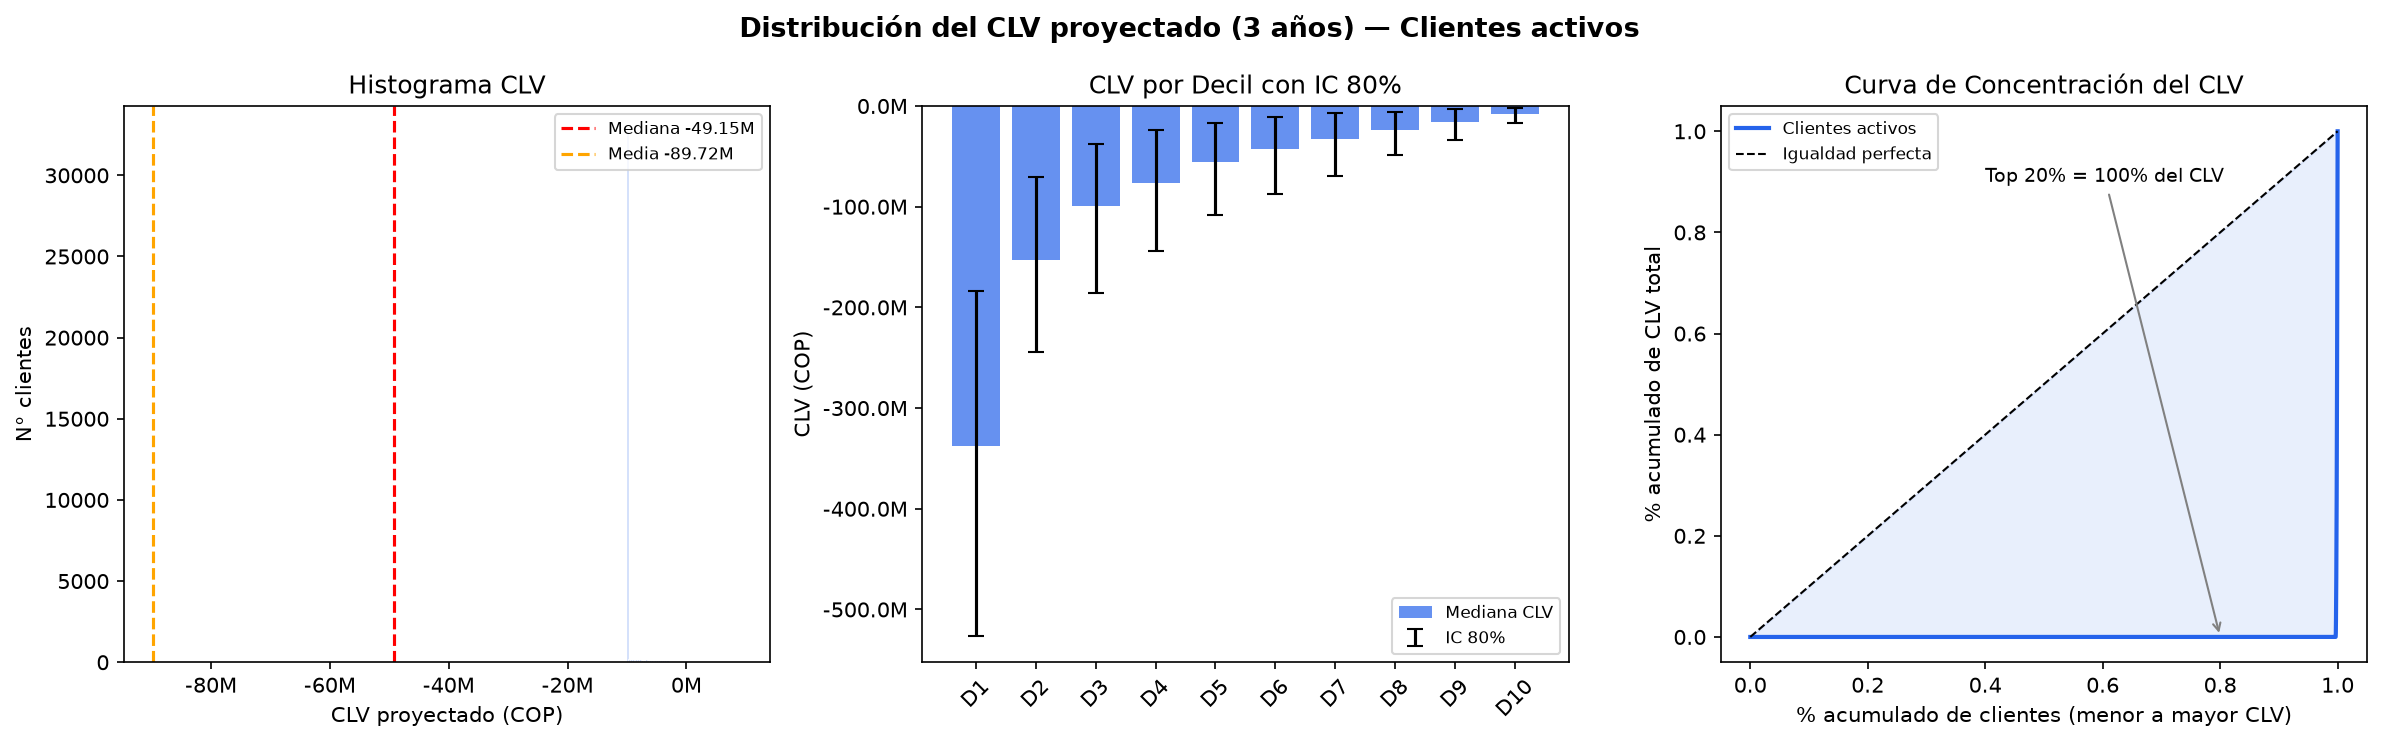 Distribución del CLV proyectado (3 años) — Clientes activos
Histograma CLV
Mediana -49.15M
Media -89.72M
N° clientes
30000
25000
20000
15000
10000
5000
0
-80M
-60M
-40M
-20M
0M
CLV proyectado (COP)
CLV por Decil con IC 80%
CLV (COP)
0.0M
-100.0M
-200.0M
-300.0M
-400.0M
-500.0M
Mediana CLV
IC 80%
D1
D2
D3
D4
D5
D6
D7
D8
D9
D10
Curva de Concentración del CLV
Clientes activos
Igualdad perfecta
Top 20% = 100% del CLV
% acumulado de CLV total
1.0
0.8
0.6
0.4
0.2
0.0
0.0
0.2
0.4
0.6
0.8
1.0
% acumulado de clientes (menor a mayor CLV)